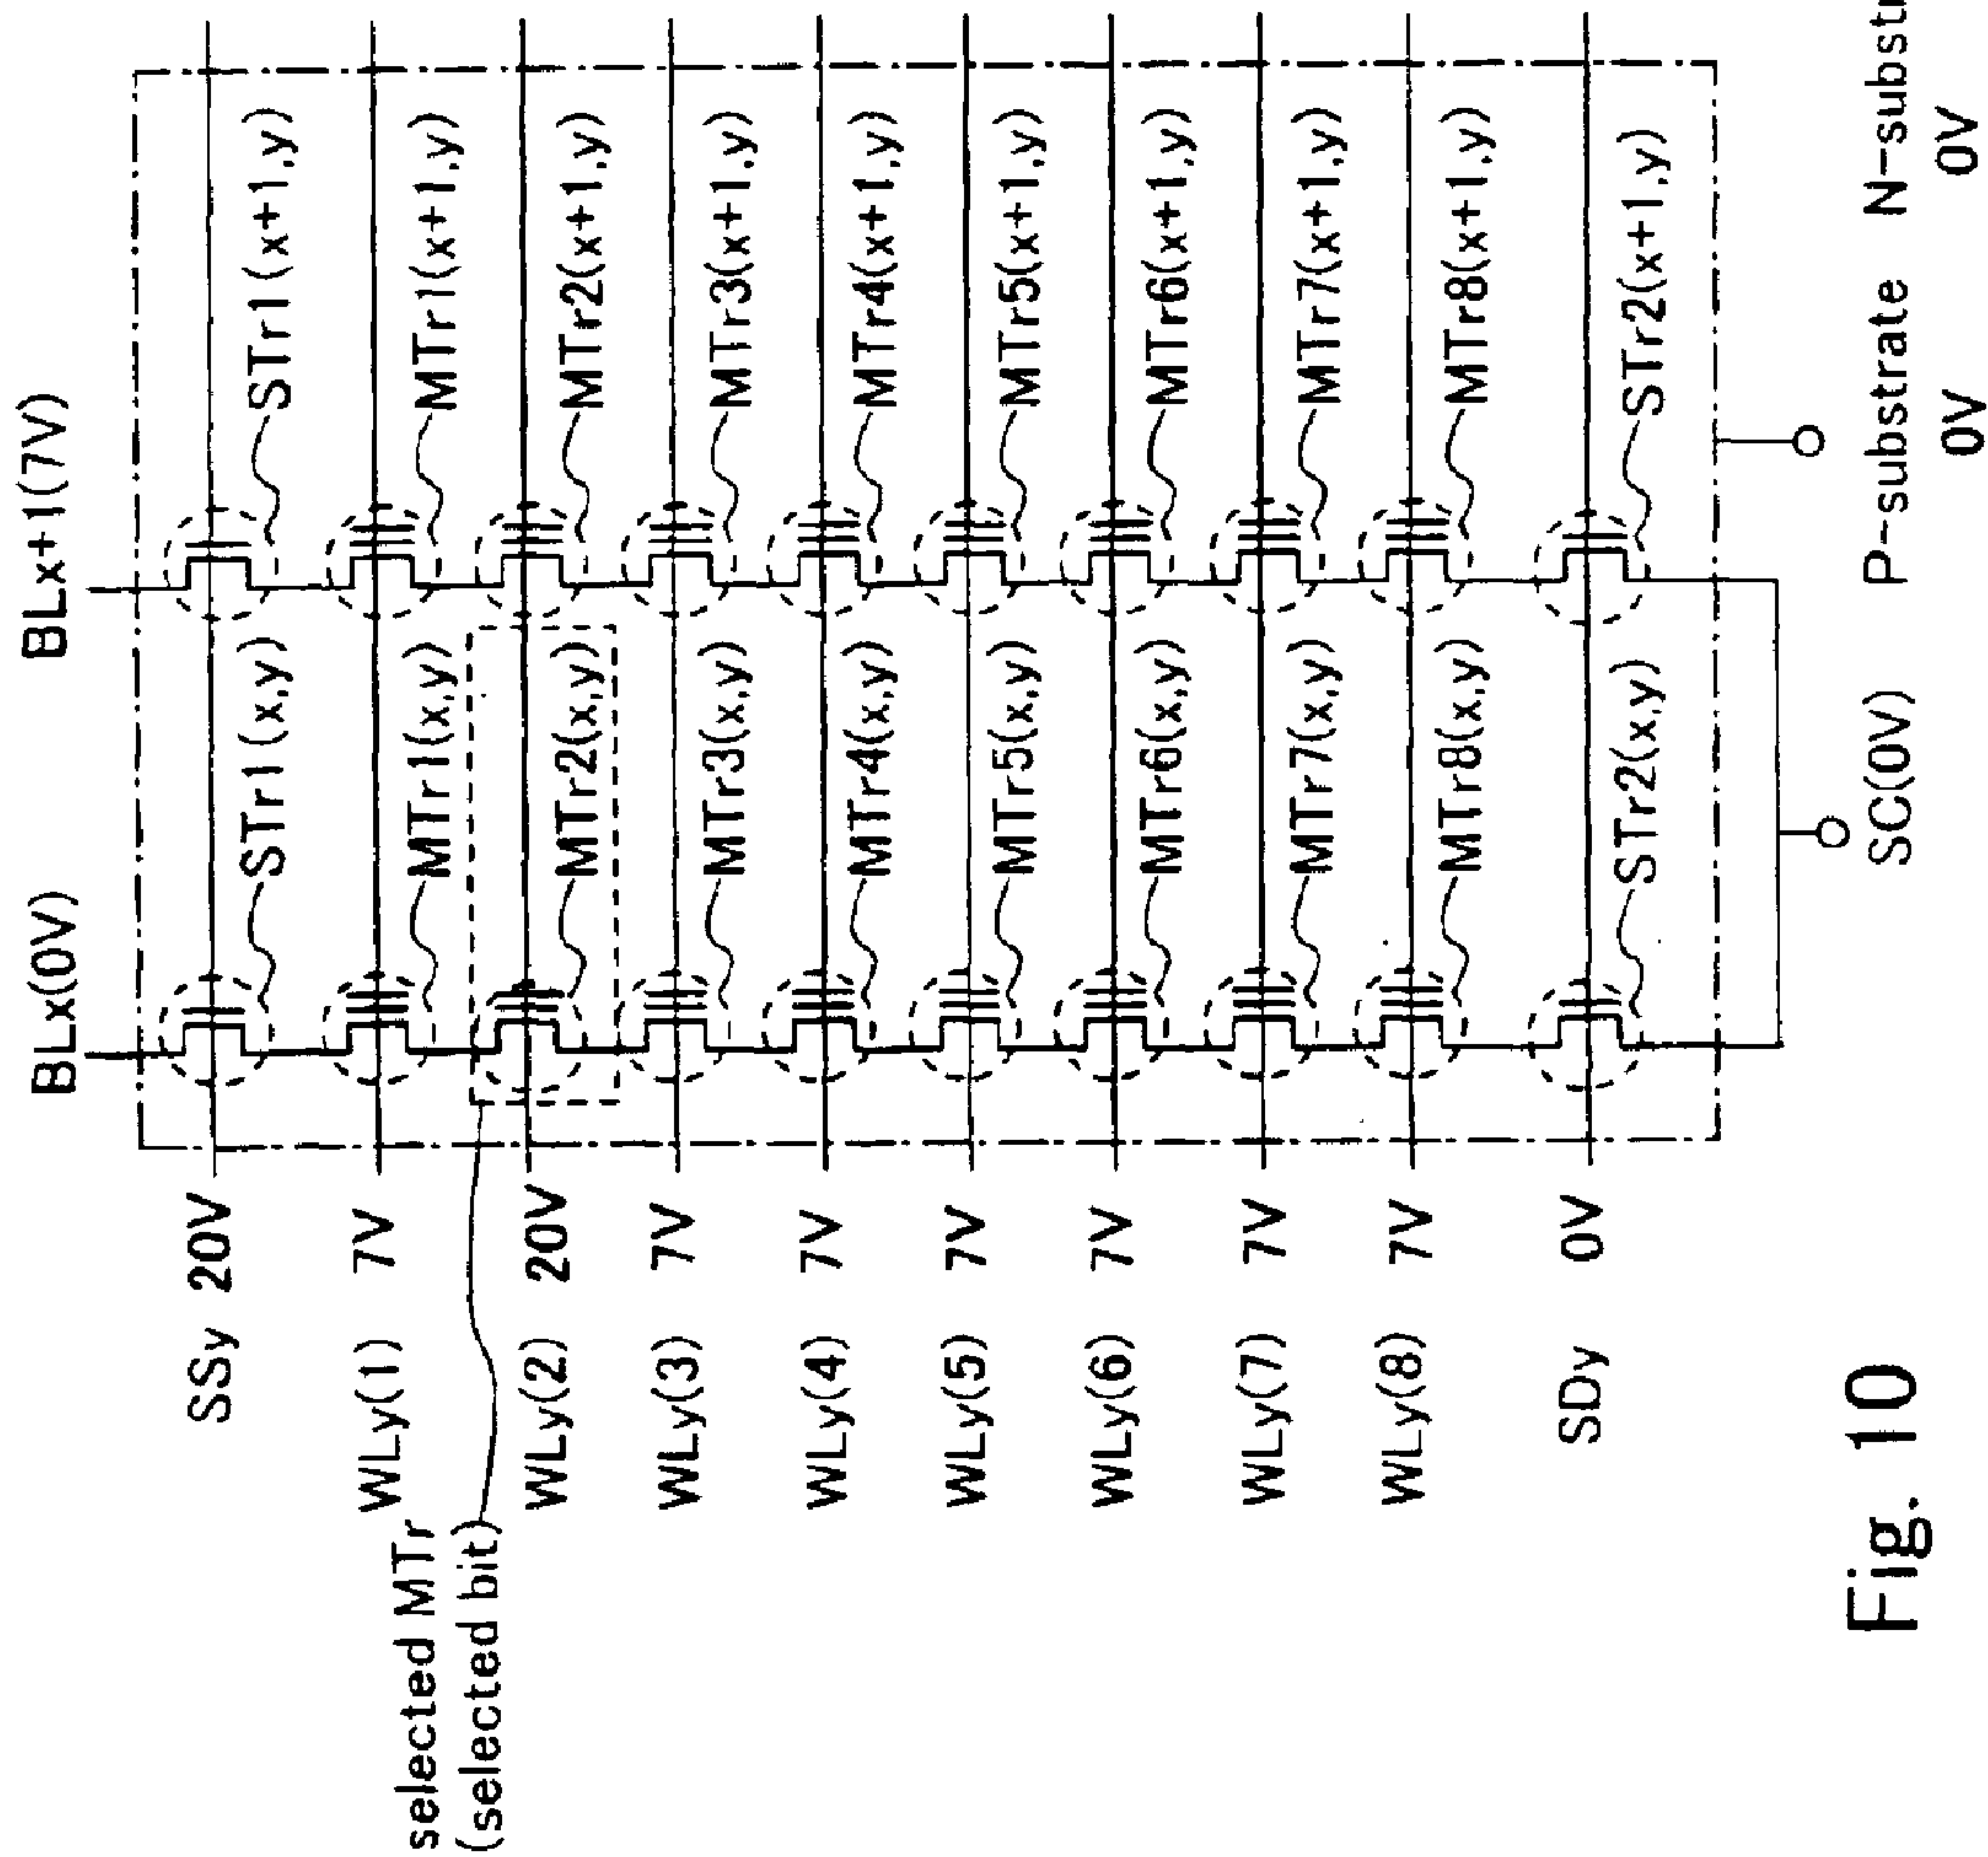 BLx(0V) BLx+1(7V)
SSy 20V STr1(x,y) STr1(x+1,y)
WLy(1) 7V MTr1(x,y) MTr1(x+1,y)
selected MTr
(selected bit)
WLy(2) 20V MTr2(x,y) MTr2(x+1,y)
WLy(3) 7V MTr3(x,y) MTr3(x+1,y)
WLy(4) 7V MTr4(x,y) MTr4(x+1,y)
WLy(5) 7V MTr5(x,y) MTr5(x+1,y)
WLy(6) 7V MTr6(x,y) MTr6(x+1,y)
WLy(7) 7V MTr7(x,y) MTr7(x+1,y)
WLy(8) 7V MTr8(x,y) MTr8(x+1,y)
SDy 0V STr2(x,y) STr2(x+1,y)
SC(0V) P-substrate
0V 0V
Fig. 10